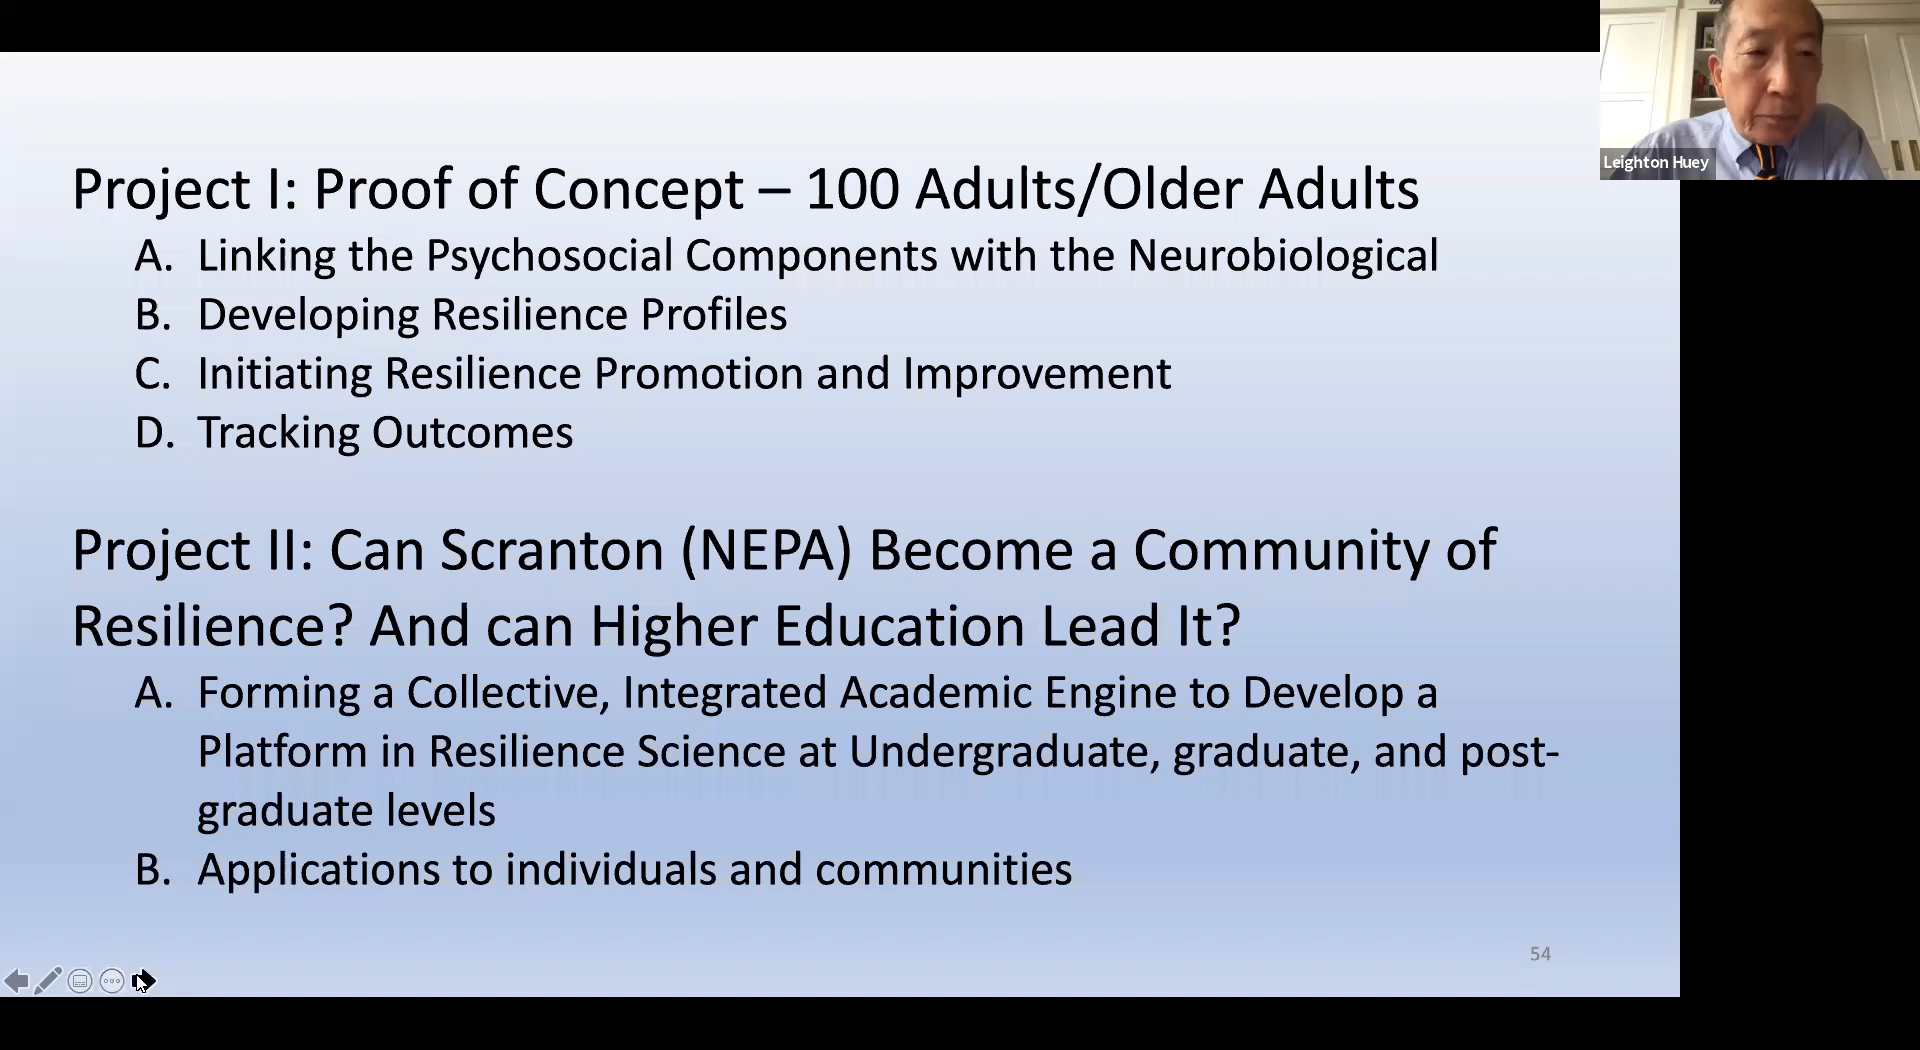 Leighton Huey
Project I: Proof of Concept – 100 Adults/Older Adults
A. Linking the Psychosocial Components with the Neurobiological
B. Developing Resilience Profiles
C. Initiating Resilience Promotion and Improvement
D. Tracking Outcomes
Project II: Can Scranton (NEPA) Become a Community of
Resilience? And can Higher Education Lead It?
A. Forming a Collective, Integrated Academic Engine to Develop a
Platform in Resilience Science at Undergraduate, graduate, and post-
graduate levels
B. Applications to individuals and communities
54